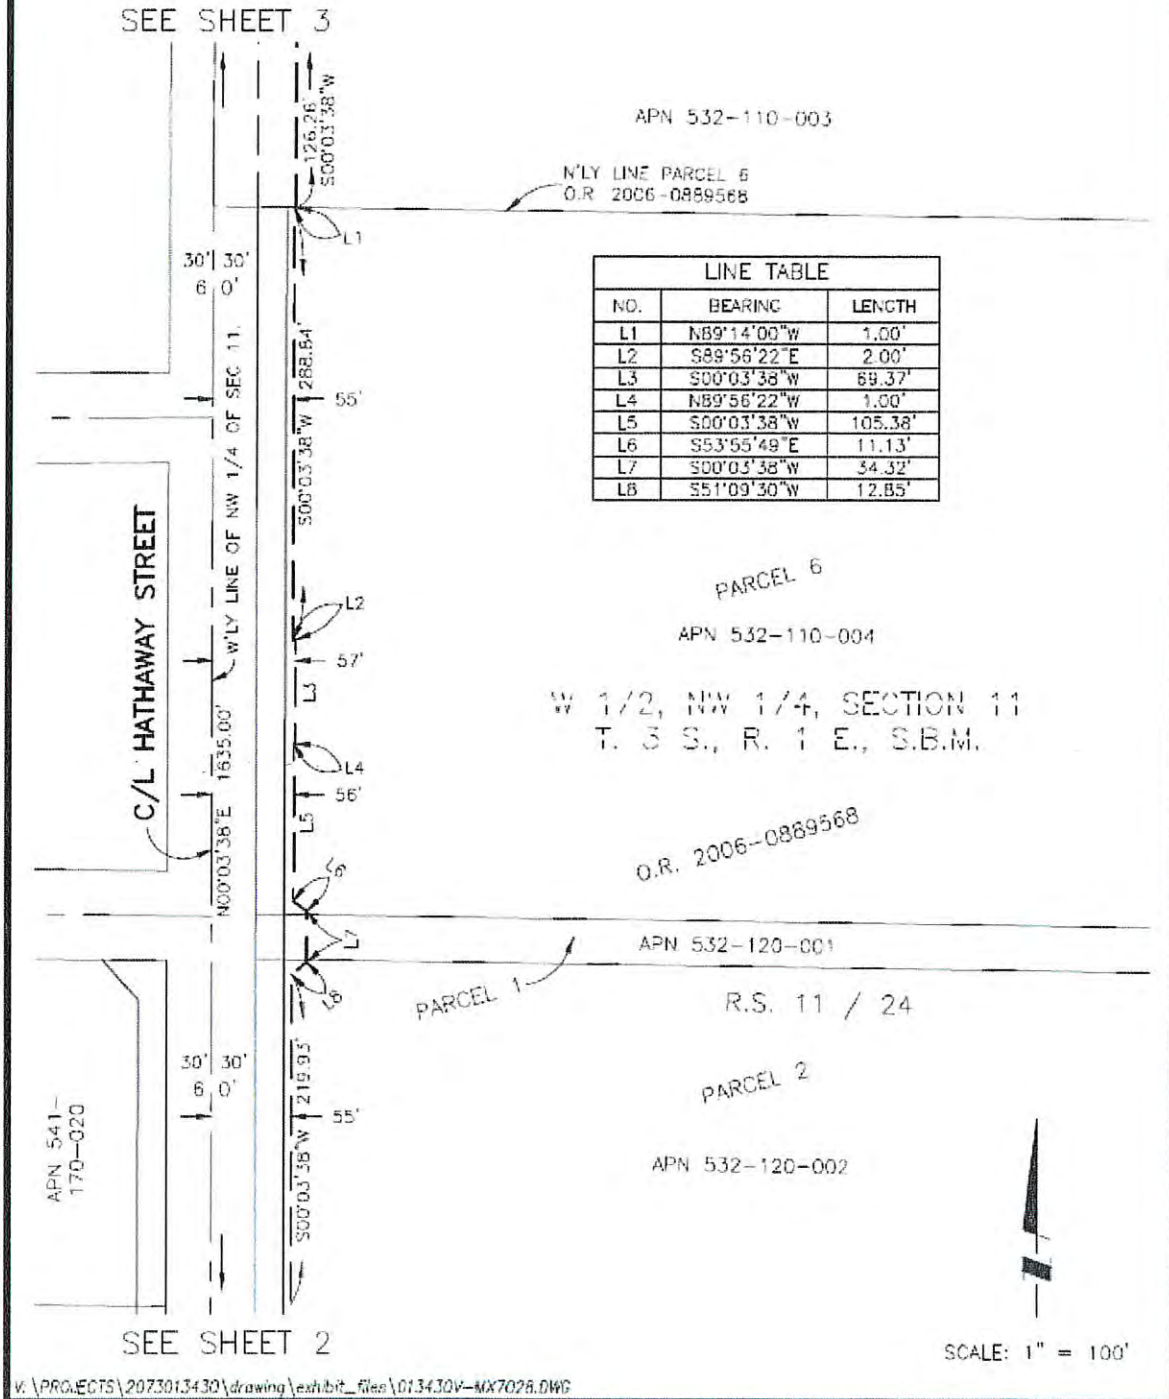 SEE SHEET 3
126.26'
S00°03'38"W
APN 532-110-003
N'LY LINE PARCEL 6
O.R 2006-0889568
L1
30' 30'
60'
LINE TABLE
NO. BEARING LENGTH
L1 N89°14'00"W 1.00'
L2 S89°56'22"E 2.00'
L3 S00°03'38"W 69.37'
L4 N89°56'22"W 1.00'
L5 S00°03'38"W 105.38'
L6 S53°55'49"E 11.13'
L7 S00°03'38"W 34.32'
L8 S51°09'30"W 12.85'
S00°03'38"W 288.84'
55'
W'LY LINE OF NW 1/4 OF SEC 11.
C/L HATHAWAY STREET
N00°03'38"E 1635.00'
L2
57'
L3
L4
56'
L5
L6
L7
L8
PARCEL 6
APN 532-110-004
W 1/2, NW 1/4, SECTION 11
T. 3 S., R. 1 E., S.B.M.
O.R. 2006-0889568
APN 532-120-001
PARCEL 1
R.S. 11 / 24
PARCEL 2
APN 532-120-002
30' 30'
60'
S00°03'38"W 219.93'
55'
APN 541-
170-020
SEE SHEET 2
SCALE: 1" = 100'
V:\PROJECTS\2073013430\drawing\exhibit_files\013430V-MX7028.DWG